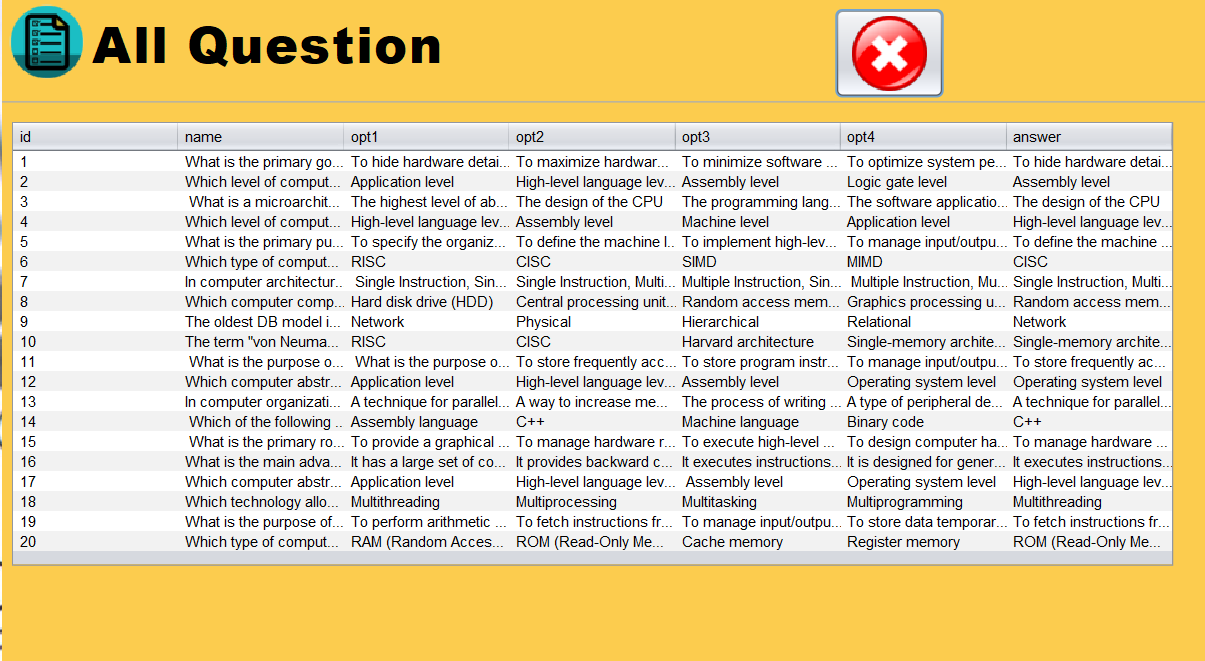 All Question
id name opt1 opt2 opt3 opt4 answer
1 What is the primary go... To hide hardware detai... To maximize hardwar... To minimize software ... To optimize system pe... To hide hardware detai...
2 Which level of comput... Application level High-level language lev... Assembly level Logic gate level Assembly level
3 What is a microarchit... The highest level of ab... The design of the CPU The programming lang... The software applicatio... The design of the CPU
4 Which level of comput... High-level language lev... Assembly level Machine level Application level High-level language lev...
5 What is the primary pu... To specify the organiz... To define the machine l... To implement high-lev... To manage input/outpu... To define the machine ...
6 Which type of comput... RISC CISC SIMD MIMD CISC
7 In computer architectur... Single Instruction, Sin... Single Instruction, Multi... Multiple Instruction, Sin... Multiple Instruction, Mu... Single Instruction, Multi...
8 Which computer comp... Hard disk drive (HDD) Central processing unit... Random access mem... Graphics processing u... Random access mem...
9 The oldest DB model i... Network Physical Hierarchical Relational Network
10 The term "von Neuma... RISC CISC Harvard architecture Single-memory archite... Single-memory archite...
11 What is the purpose o... What is the purpose o... To store frequently acc... To store program instr... To manage input/outpu... To store frequently ac...
12 Which computer abstr... Application level High-level language lev... Assembly level Operating system level Operating system level
13 In computer organizati... A technique for parallel... A way to increase me... The process of writing ... A type of peripheral de... A technique for parallel...
14 Which of the following ... Assembly language C++ Machine language Binary code C++
15 What is the primary ro... To provide a graphical ... To manage hardware r... To execute high-level ... To design computer ha... To manage hardware ...
16 What is the main adva... It has a large set of co... It provides backward c... It executes instructions... It is designed for gener... It executes instructions...
17 Which computer abstr... Application level High-level language lev... Assembly level Operating system level High-level language lev...
18 Which technology allo... Multithreading Multiprocessing Multitasking Multiprogramming Multithreading
19 What is the purpose of... To perform arithmetic ... To fetch instructions fr... To manage input/outpu... To store data temporar... To fetch instructions fr...
20 Which type of comput... RAM (Random Acces... ROM (Read-Only Me... Cache memory Register memory ROM (Read-Only Me...